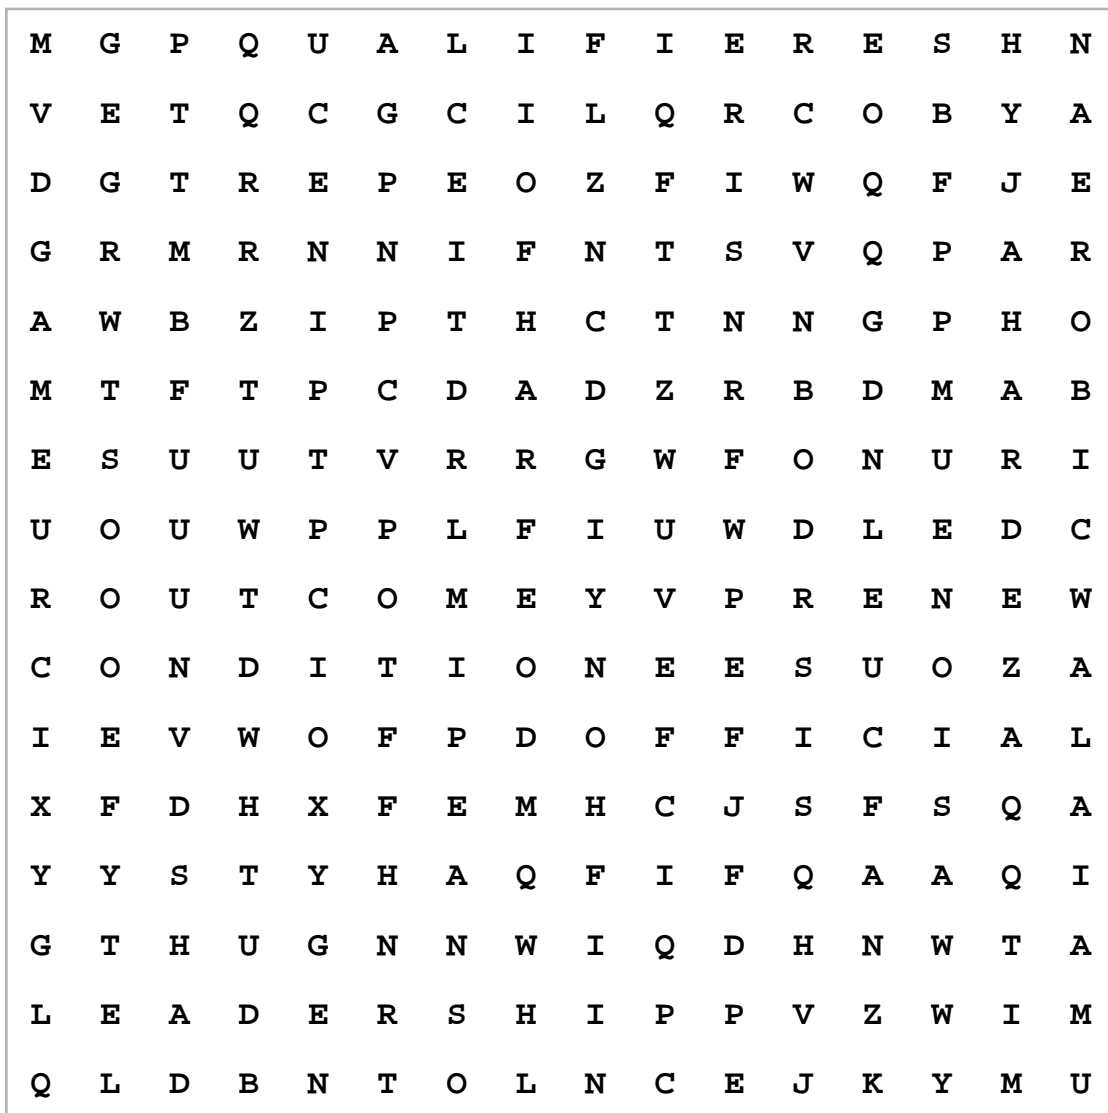 M G P Q U A L I F I E R E S H N
V E T Q C G C I L Q R C O B Y A
D G T R E P E O Z F I W Q F J E
G R M R N N I F N T S V Q P A R
A W B Z I P T H C T N N G P H O
M T F T P C D A D Z R B D M A B
E S U U T V R R G W F O N U R I
U O U W P P L F I U W D L E D C
R O U T C O M E Y V P R E N E W
C O N D I T I O N E E S U O Z A
I E V W O F P D O F F I C I A L
X F D H X F E M H C J S F S Q A
Y Y S T Y H A Q F I F Q A A Q I
G T H U G N N W I Q D H N W T A
L E A D E R S H I P P V Z W I M
Q L D B N T O L N C E J K Y M U